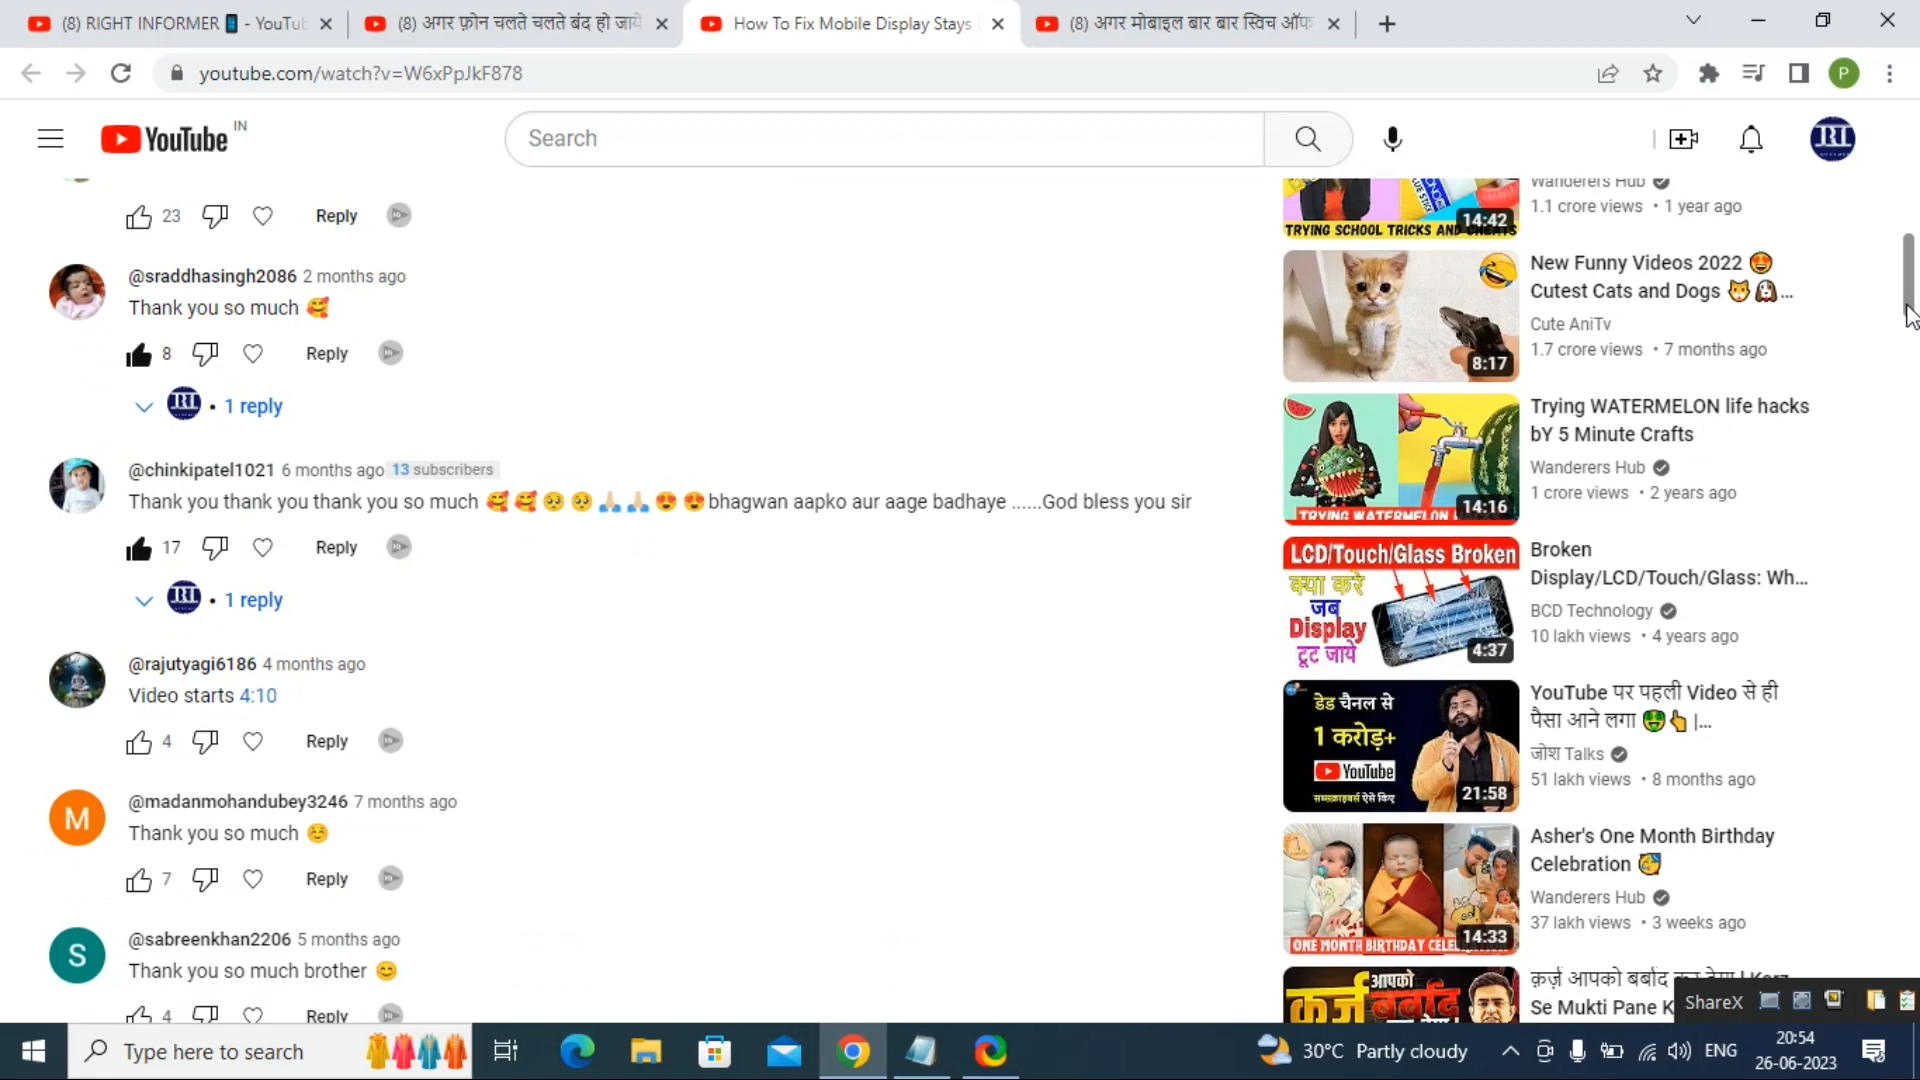 (8) RIGHT INFORMER📱 - YouTub
(8) अगर फ़ोन चलते चलते बंद हो जाये
How To Fix Mobile Display Stays
(8) अगर मोबाइल बार बार स्विच ऑफ
youtube.com/watch?v=W6xPpJkF878
P
YouTube IN
Search
23 Reply
@sraddhasingh2086 2 months ago
Thank you so much 🥰
8 Reply
• 1 reply
@chinkipatel1021 6 months ago 13 subscribers
Thank you thank you thank you so much 🥰🥰🥺🥺🙏🏻🙏🏻😍😍bhagwan aapko aur aage badhaye ......God bless you sir
17 Reply
• 1 reply
@rajutyagi6186 4 months ago
Video starts 4:10
4 Reply
M
@madanmohandubey3246 7 months ago
Thank you so much ☺️
7 Reply
S
@sabreenkhan2206 5 months ago
Thank you so much brother 😊
4 Reply
14:42
TRYING SCHOOL TRICKS AND CHEATS
Wanderers Hub
1.1 crore views • 1 year ago
8:17
New Funny Videos 2022 😍
Cutest Cats and Dogs 🐱🐶...
Cute AniTv
1.7 crore views • 7 months ago
14:16
TRYING WATERMELON
Trying WATERMELON life hacks
bY 5 Minute Crafts
Wanderers Hub
1 crore views • 2 years ago
LCD/Touch/Glass Broken
क्या करे
जब
Display
टूट जाये
4:37
Broken
Display/LCD/Touch/Glass: Wh...
BCD Technology
10 lakh views • 4 years ago
डेड चैनल से
1 करोड़+
YouTube
सब्सक्राइबर्स ऐसे किए
21:58
YouTube पर पहली Video से ही
पैसा आने लगा 🤑👆 |...
जोश Talks
51 lakh views • 8 months ago
14:33
ONE MONTH BIRTHDAY CELE
Asher's One Month Birthday
Celebration 🥳
Wanderers Hub
37 lakh views • 3 weeks ago
आपको
कर्ज बर्बाद
क़र्ज़ आपको बर्बाद
Se Mukti Pane K
ShareX
Type here to search
30°C Partly cloudy
ENG
20:54
26-06-2023